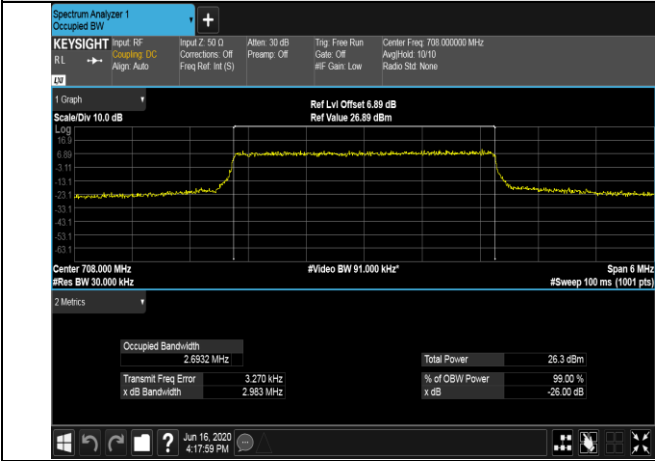 Spectrum Analyzer 1
Occupied BW
+
KEYSIGHT Input: RF Input Z: 50 Ω Atten: 30 dB Trig: Free Run Center Freq: 708.000000 MHz
RL Coupling: DC Corrections: Off Preamp: Off Gate: Off Avg|Hold: 10/10
Align: Auto Freq Ref: Int (S) #IF Gain: Low Radio Std: None
LXI
1 Graph Ref Lvl Offset 6.89 dB
Scale/Div 10.0 dB Ref Value 26.89 dBm
Log
16.9
6.89
-3.11
-13.1
-23.1
-33.1
-43.1
-53.1
-63.1
Center 708.000 MHz #Video BW 91.000 kHz* Span 6 MHz
#Res BW 30.000 kHz #Sweep 100 ms (1001 pts)
2 Metrics
Occupied Bandwidth
2.6932 MHz Total Power 26.3 dBm
Transmit Freq Error 3.270 kHz % of OBW Power 99.00 %
x dB Bandwidth 2.983 MHz x dB -26.00 dB
? Jun 16, 2020
4:17:59 PM